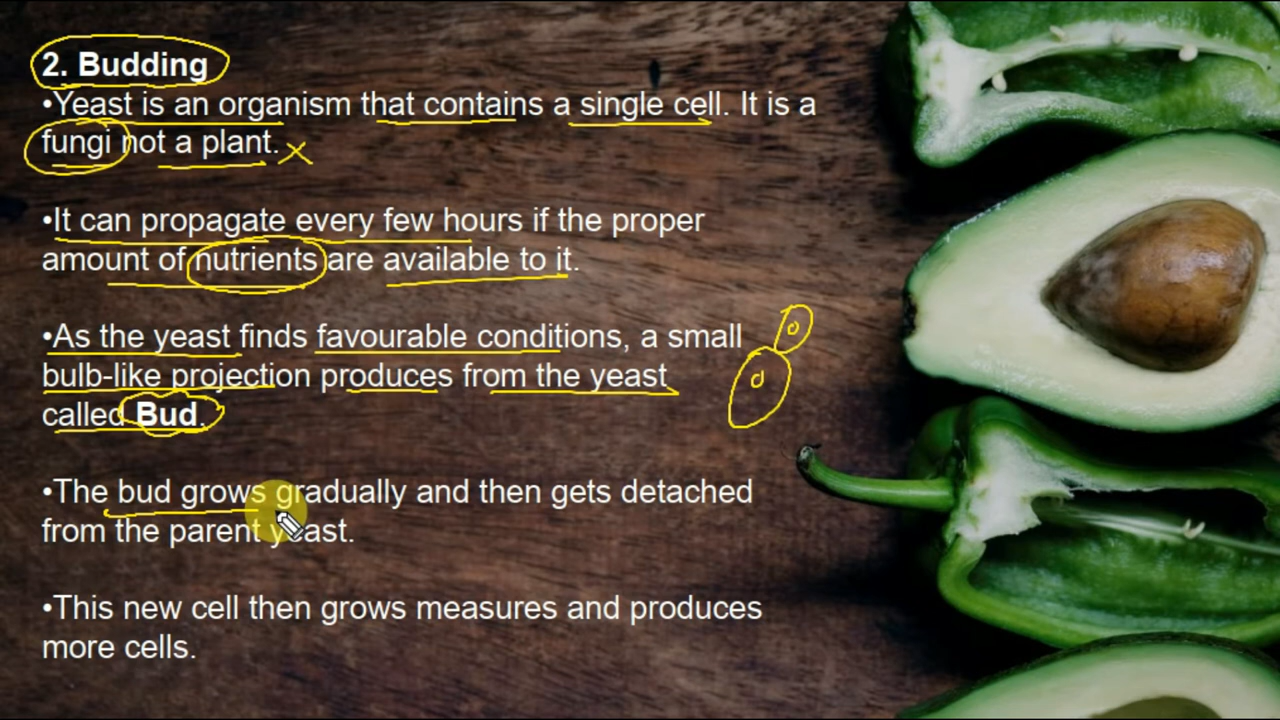 2. Budding
•Yeast is an organism that contains a single cell. It is a
fungi not a plant.
•It can propagate every few hours if the proper
amount of nutrients are available to it.
•As the yeast finds favourable conditions, a small
bulb-like projection produces from the yeast
called Bud.
•The bud grows gradually and then gets detached
from the parent yeast.
•This new cell then grows measures and produces
more cells.